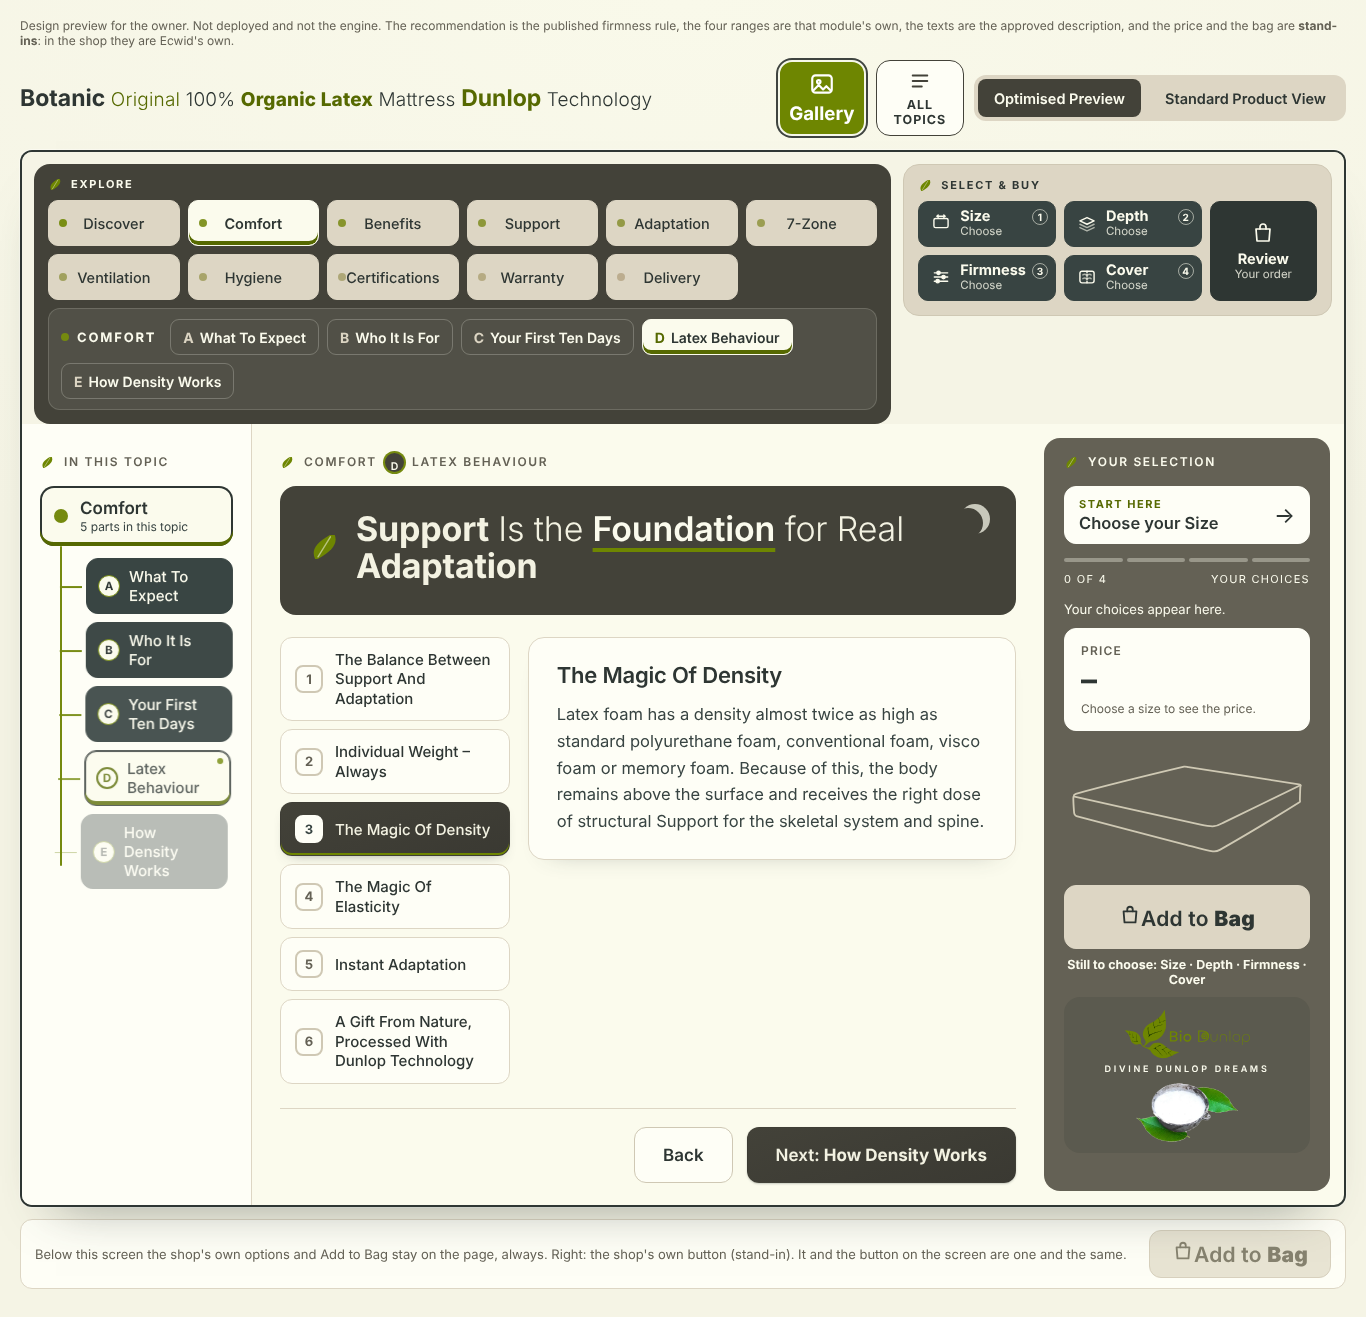 Design preview for the owner. Not deployed and not the engine. The recommendation is the published firmness rule, the four ranges are that module's own, the texts are the approved description, and the price and the bag are stand-
ins: in the shop they are Ecwid's own.
Botanic Original 100% Organic Latex Mattress Dunlop Technology
Gallery
ALL
TOPICS
Optimised Preview
Standard Product View
EXPLORE
Discover
Comfort
Benefits
Support
Adaptation
7-Zone
Ventilation
Hygiene
Certifications
Warranty
Delivery
COMFORT
A What To Expect
B Who It Is For
C Your First Ten Days
D Latex Behaviour
E How Density Works
SELECT & BUY
Size 1
Choose
Depth 2
Choose
Firmness 3
Choose
Cover 4
Choose
Review
Your order
IN THIS TOPIC
Comfort
5 parts in this topic
A What To
Expect
B Who It Is
For
C Your First
Ten Days
D Latex
Behaviour
E How
Density
Works
COMFORT D LATEX BEHAVIOUR
Support Is the Foundation for Real
Adaptation
1 The Balance Between
Support And
Adaptation
2 Individual Weight –
Always
3 The Magic Of Density
4 The Magic Of
Elasticity
5 Instant Adaptation
6 A Gift From Nature,
Processed With
Dunlop Technology
The Magic Of Density
Latex foam has a density almost twice as high as
standard polyurethane foam, conventional foam, visco
foam or memory foam. Because of this, the body
remains above the surface and receives the right dose
of structural Support for the skeletal system and spine.
Back
Next: How Density Works
YOUR SELECTION
START HERE
Choose your Size
0 OF 4
YOUR CHOICES
Your choices appear here.
PRICE
–
Choose a size to see the price.
Add to Bag
Still to choose: Size · Depth · Firmness ·
Cover
Bio Dunlop
DIVINE DUNLOP DREAMS
Below this screen the shop's own options and Add to Bag stay on the page, always. Right: the shop's own button (stand-in). It and the button on the screen are one and the same.
Add to Bag